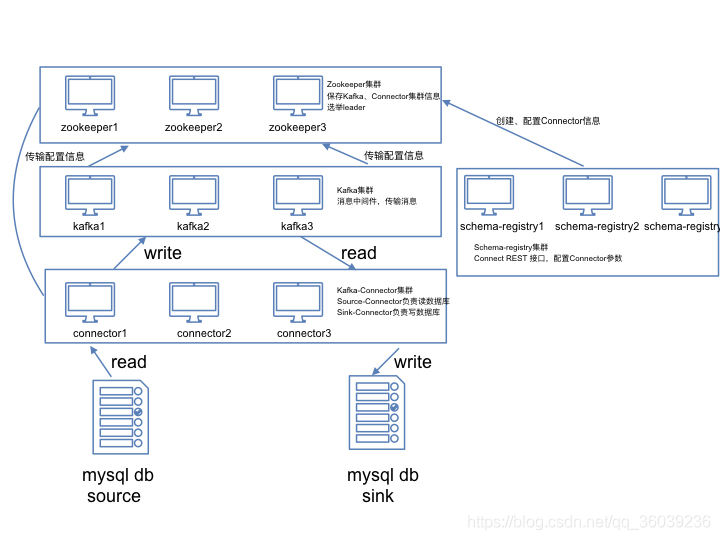 Zookeeper集群
保存Kafka、Connector集群信息
选举leader
zookeeper1
zookeeper2
zookeeper3
创建、配置Connector信息
传输配置信息
传输配置信息
Kafka集群
消息中间件，传输消息
kafka1
kafka2
kafka3
schema-registry1
schema-registry2
schema-registry
Schema-registry集群
Connect REST 接口，配置Connector参数
write
read
Kafka-Connector集群
Source-Connector负责读数据库
Sink-Connector负责写数据库
connector1
connector2
connector3
read
write
mysql db
source
mysql db
sink
https://blog.csdn.net/qq_36039236